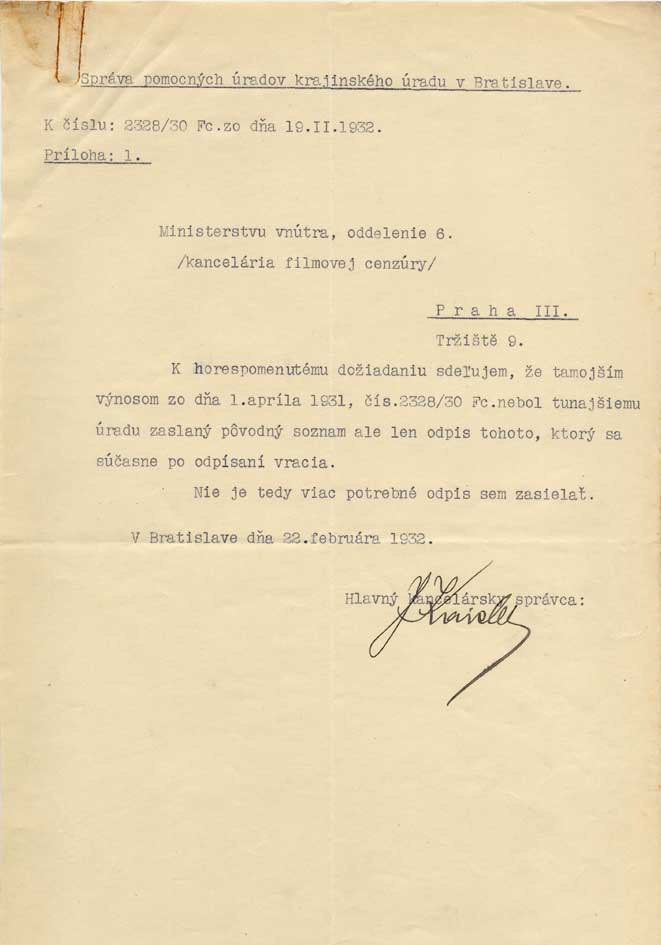 Správa pomocných úradov krajinského úradu v Bratislave.
K číslu: 2328/30 Fc.zo dňa 19.II.1932.
Príloha: 1.
Ministerstvu vnútra, oddelenie 6.
/kancelária filmovej cenzúry/
Praha III.
Tržiště 9.
K horespomenutému dožiadaniu sdeľujem, že tamojším
výnosom zo dňa 1.apríla 1931, čís.2328/30 Fc.nebol tunajšiemu
úradu zaslaný pôvodný soznam ale len odpis tohoto, ktorý sa
súčasne po odpísaní vracia.
Nie je tedy viac potrebné odpis sem zasielať.
V Bratislave dňa 22.februára 1932.
Hlavný kancelársky správca: